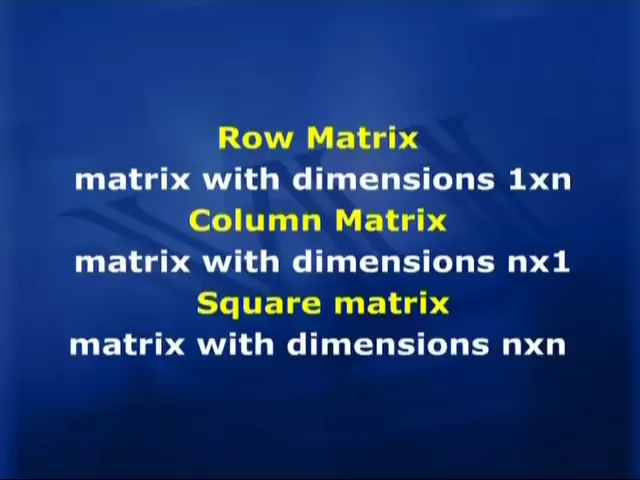 Row Matrix
matrix with dimensions 1xn
Column Matrix
matrix with dimensions nx1
Square matrix
matrix with dimensions nxn